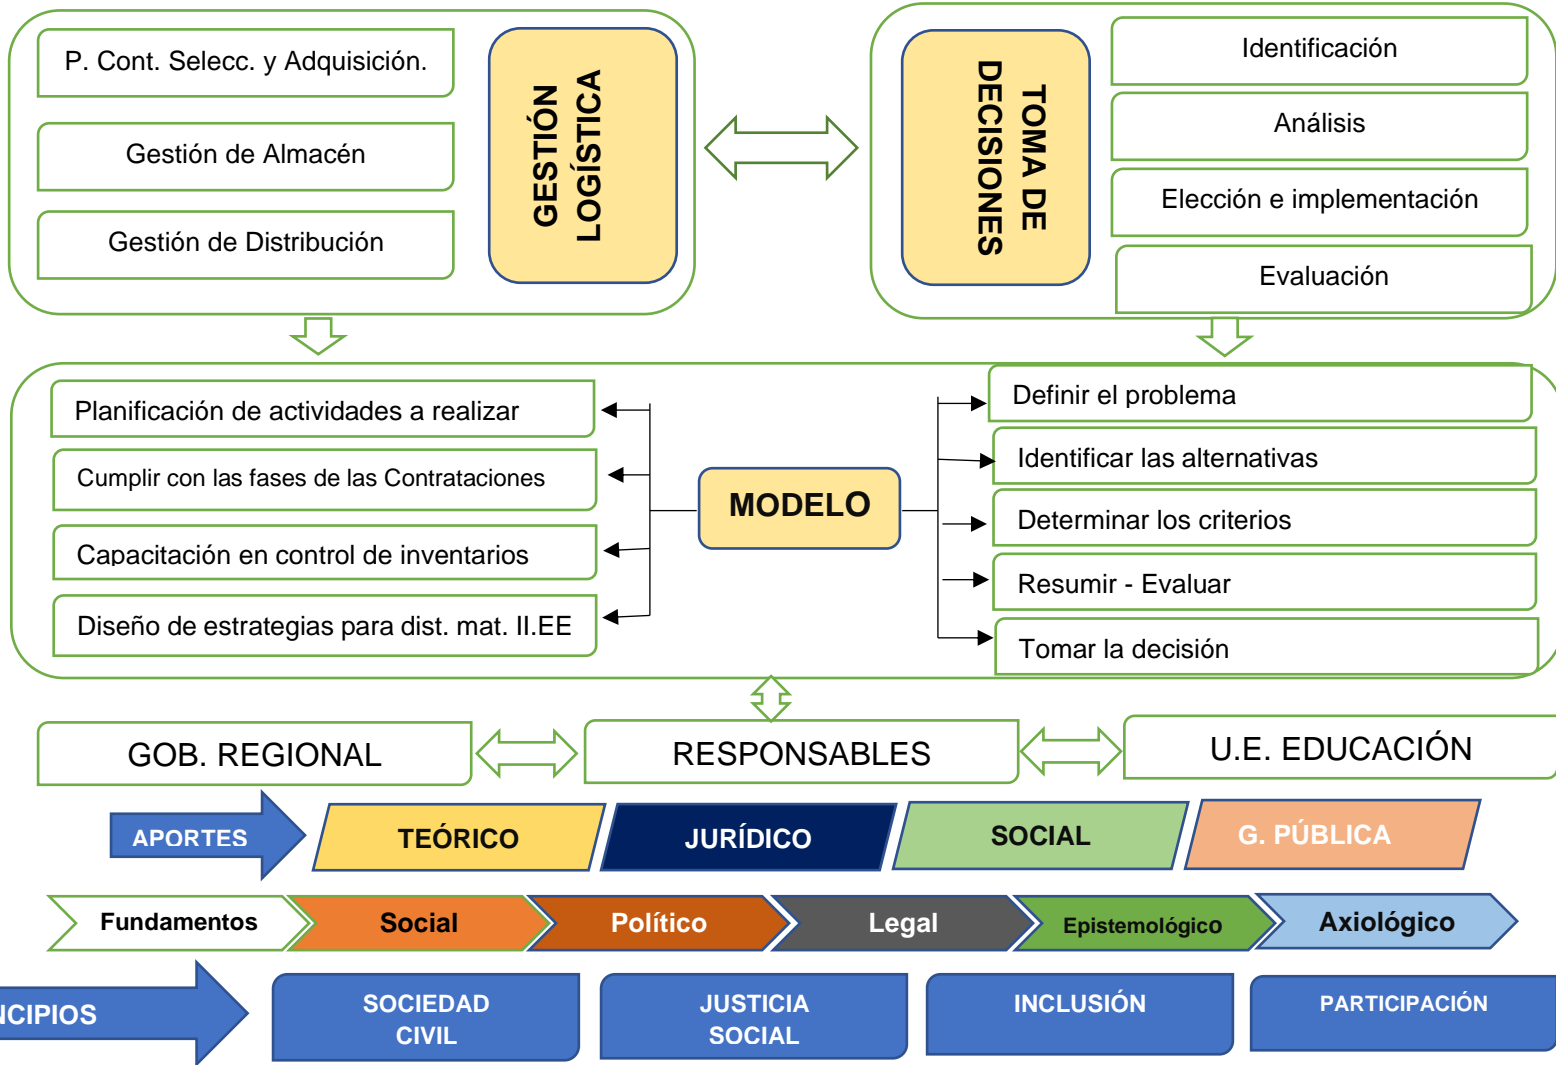 P. Cont. Selecc. y Adquisición.
Gestión de Almacén
Gestión de Distribución
GESTIÓN
LOGÍSTICA
TOMA DE
DECISIONES
Identificación
Análisis
Elección e implementación
Evaluación
Planificación de actividades a realizar
Cumplir con las fases de las Contrataciones
Capacitación en control de inventarios
Diseño de estrategias para dist. mat. II.EE
MODELO
Definir el problema
Identificar las alternativas
Determinar los criterios
Resumir - Evaluar
Tomar la decisión
GOB. REGIONAL
RESPONSABLES
U.E. EDUCACIÓN
APORTES
TEÓRICO
JURÍDICO
SOCIAL
G. PÚBLICA
Fundamentos
Social
Político
Legal
Epistemológico
Axiológico
NCIPIOS
SOCIEDAD
CIVIL
JUSTICIA
SOCIAL
INCLUSIÓN
PARTICIPACIÓN